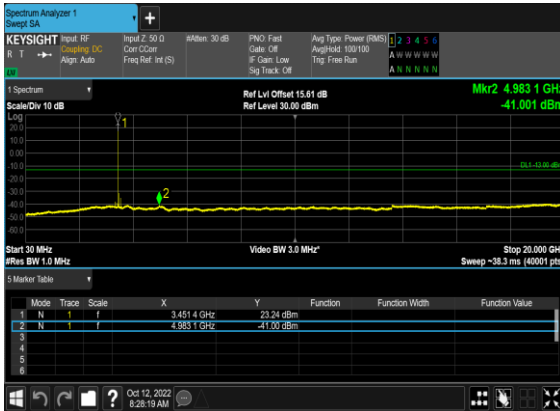 Spectrum Analyzer 1
Swept SA
+
KEYSIGHT Input: RF Input Z: 50 Ω #Atten: 30 dB PNO: Fast Avg Type: Power (RMS) 1 2 3 4 5 6
R T Coupling: DC Corr CCorr Gate: Off Avg|Hold: 100/100 A W W W W W
Align: Auto Freq Ref: Int (S) IF Gain: Low Trig: Free Run
Sig Track: Off A N N N N N
1 Spectrum
Ref Lvl Offset 15.61 dB Mkr2 4.983 1 GHz
Scale/Div 10 dB Ref Level 30.00 dBm -41.001 dBm
Log
20.0
10.0
0.00
-10.0
DL1 -13.00 dBm
-20.0
-30.0
-40.0
-50.0
-60.0
1
2
Start 30 MHz Video BW 3.0 MHz* Stop 20.000 GHz
#Res BW 1.0 MHz Sweep ~38.3 ms (40001 pts)
5 Marker Table
Mode Trace Scale X Y Function Function Width Function Value
1 N 1 f 3.451 4 GHz 23.24 dBm
2 N 1 f 4.983 1 GHz -41.00 dBm
3
4
5
6
? Oct 12, 2022
8:28:19 AM